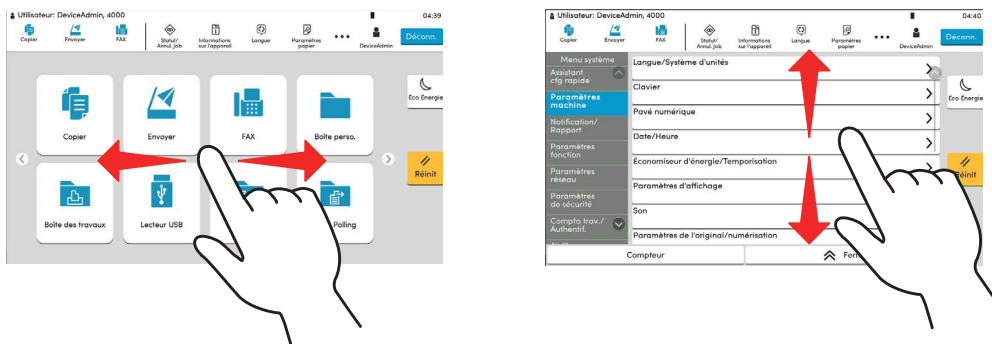 Utilisateur: DeviceAdmin, 4000
04:39
Copier
Envoyer
FAX
Statut/
Annul. Job
Informations
sur l'appareil
Langue
Paramètres
papier
DeviceAdmin
Déconn.
Copier
Envoyer
FAX
Boîte perso.
Boîte des travaux
Lecteur USB
Polling
Eco Énergie
Réinit
Utilisateur: DeviceAdmin, 4000
04:40
Copier
Envoyer
FAX
Statut/
Annul. Job
Informations
sur l'appareil
Langue
Paramètres
papier
DeviceAdmin
Déconn.
Menu système
Assistant
cfg rapide
Paramètres
machine
Notification/
Rapport
Paramètres
fonction
Paramètres
réseau
Paramètres
de sécurité
Compta trav./
Authentif.
Langue/Système d'unités
Clavier
Pavé numérique
Date/Heure
Économiseur d'énergie/Temporisation
Paramètres d'affichage
Son
Paramètres de l'original/numérisation
Eco Énergie
Réinit
Compteur
Fer